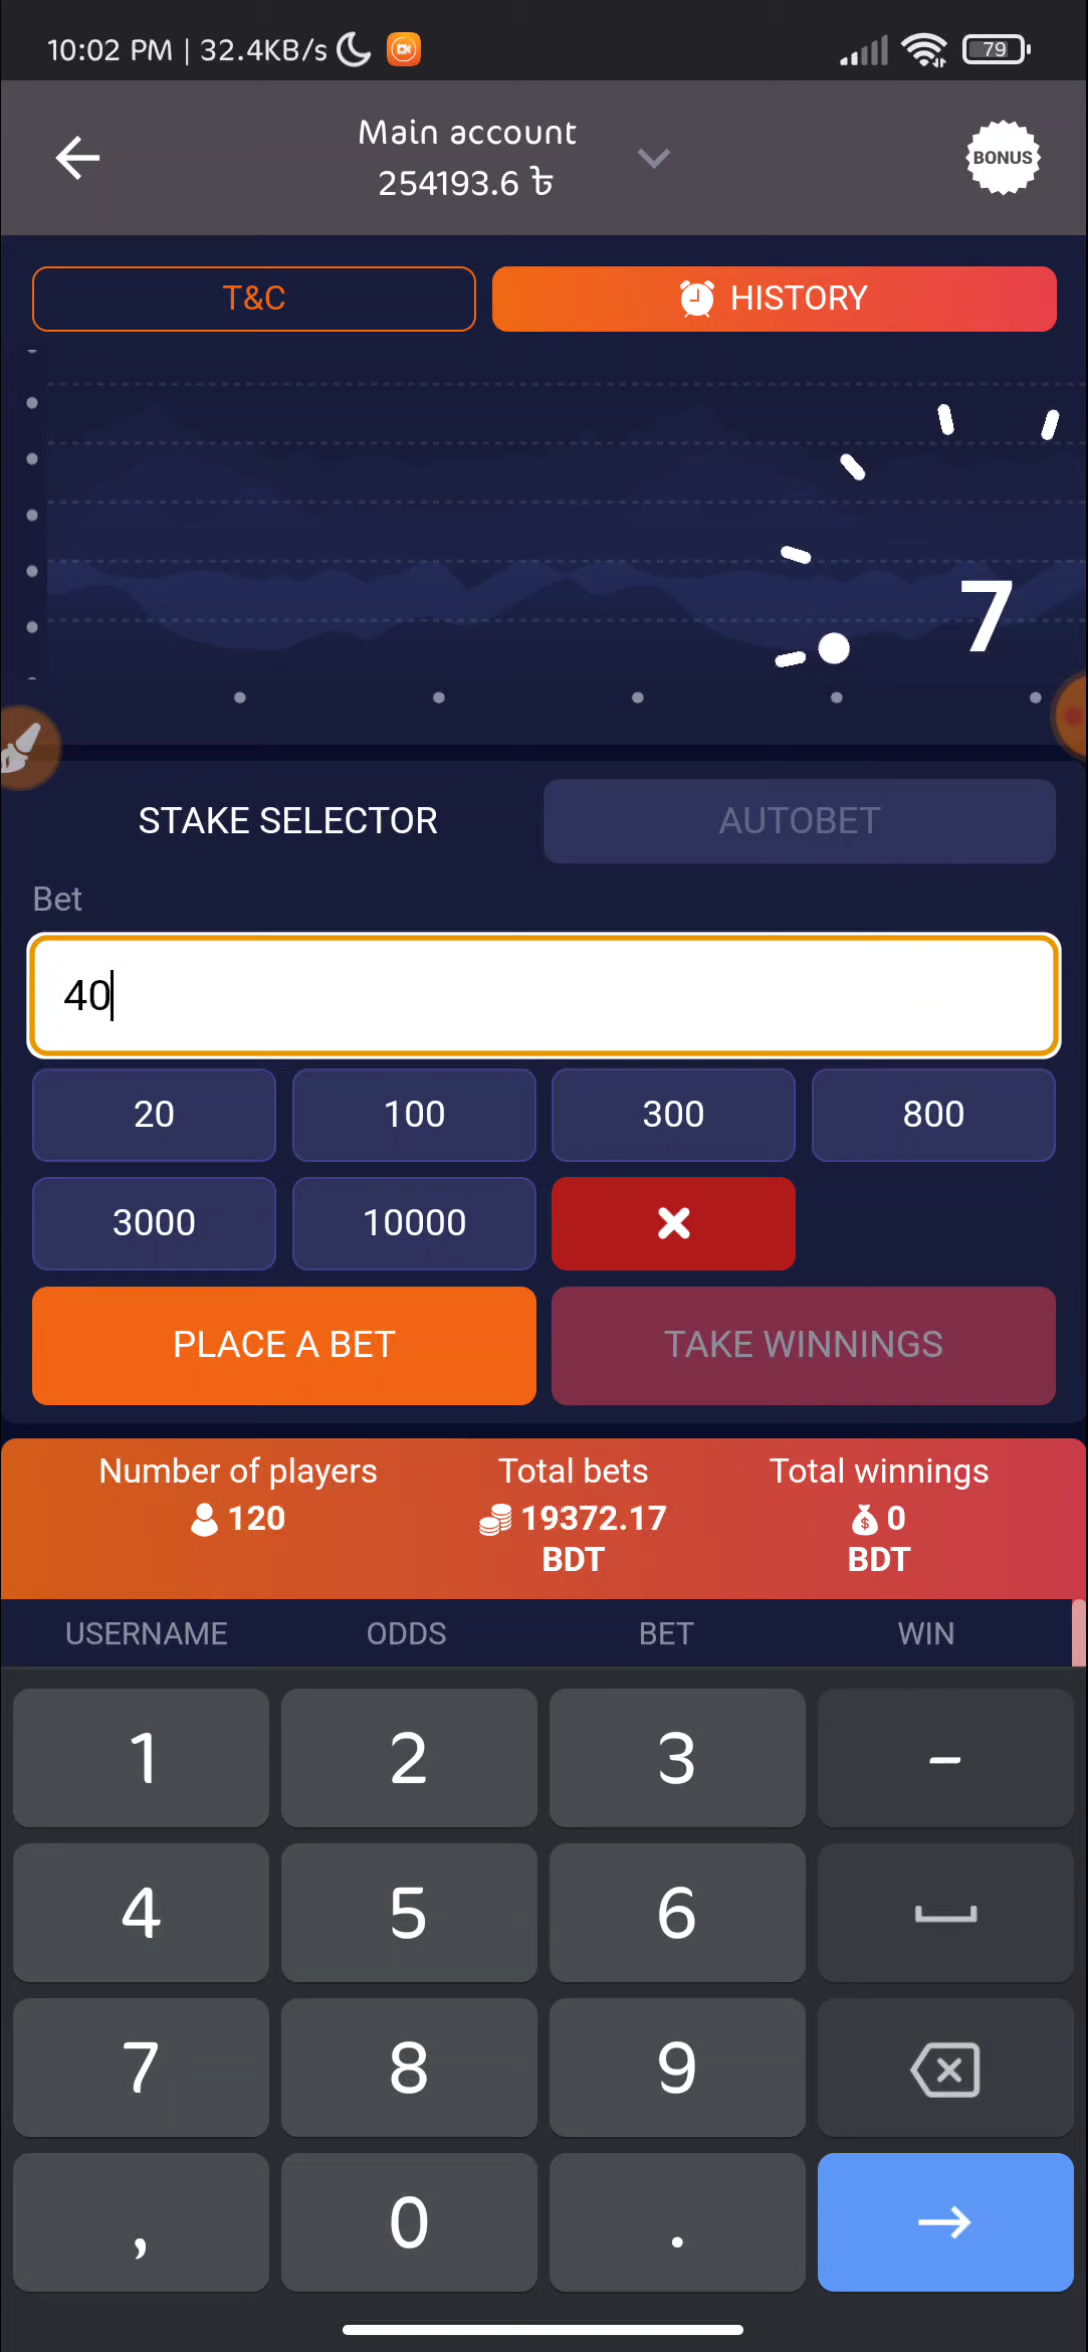 10:02 PM | 32.4KB/s
79
Main account
254193.6 ৳
BONUS
T&C
HISTORY
7
STAKE SELECTOR
AUTOBET
Bet
40
20
100
300
800
3000
10000
PLACE A BET
TAKE WINNINGS
Number of players
120
Total bets
19372.17
BDT
Total winnings
0
BDT
USERNAME ODDS BET WIN
1 2 3 -
4 5 6
7 8 9
, 0 .